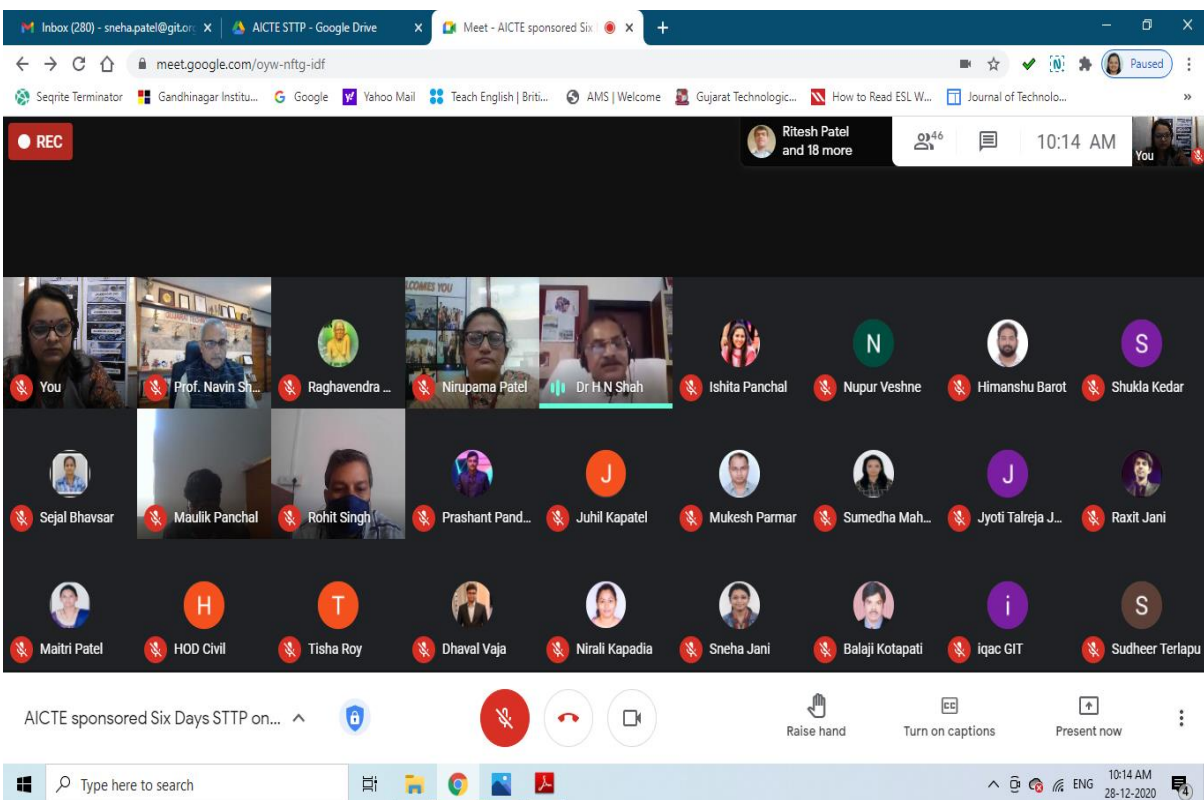 Inbox (280) - sneha.patel@git.org
AICTE STTP - Google Drive
Meet - AICTE sponsored Six
meet.google.com/oyw-nftg-idf
Paused
Seqrite Terminator
Gandhinagar Institu...
Google
Yahoo Mail
Teach English | Briti...
AMS | Welcome
Gujarat Technologic...
How to Read ESL W...
Journal of Technolo...
REC
Ritesh Patel
and 18 more
46
10:14 AM
You
You
Prof. Navin Sh...
Raghavendra ...
WELCOMES YOU
Nirupama Patel
Dr H N Shah
Ishita Panchal
N
Nupur Veshne
Himanshu Barot
S
Shukla Kedar
Sejal Bhavsar
Maulik Panchal
Rohit Singh
Prashant Pand...
J
Juhil Kapatel
Mukesh Parmar
Sumedha Mah...
J
Jyoti Talreja J...
Raxit Jani
Maitri Patel
H
HOD Civil
T
Tisha Roy
Dhaval Vaja
Nirali Kapadia
Sneha Jani
Balaji Kotapati
i
iqac GIT
S
Sudheer Terlapu
AICTE sponsored Six Days STTP on...
Raise hand
CC
Turn on captions
Present now
Type here to search
ENG
10:14 AM
28-12-2020
4